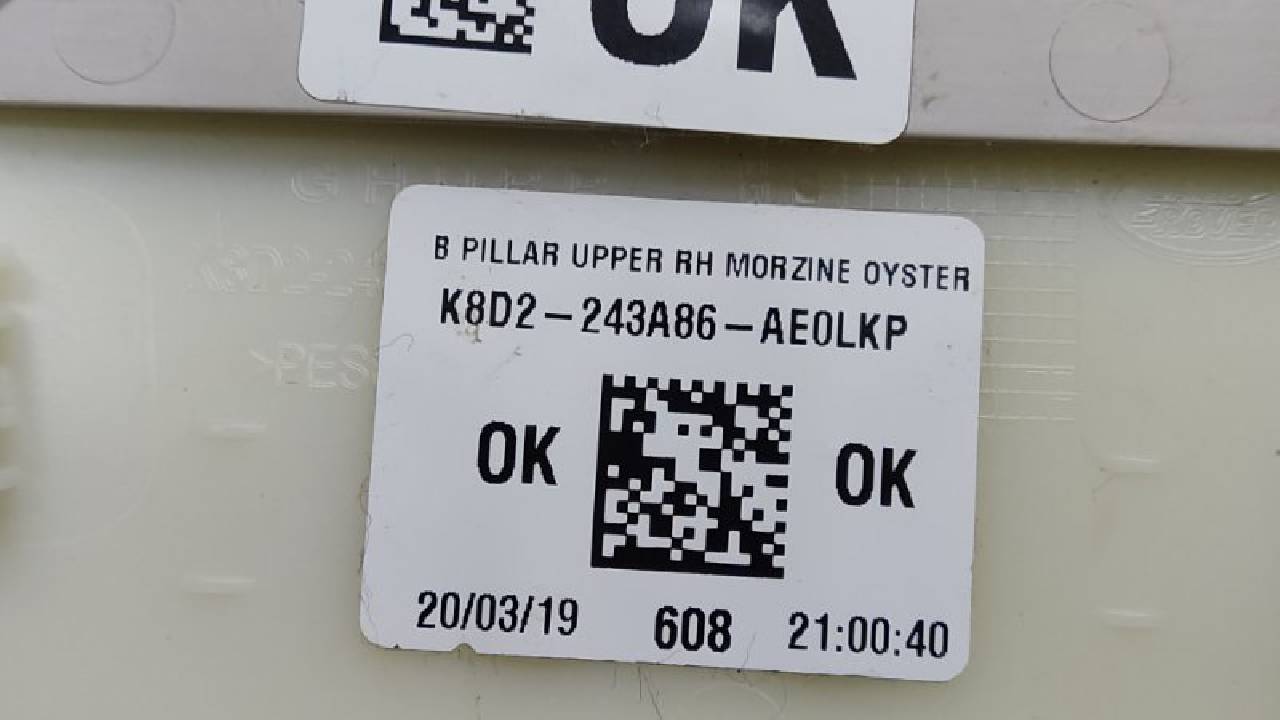 OK
B PILLAR UPPER RH MORZINE OYSTER
K8D2-243A86-AE0LKP
OK OK
20/03/19 608 21:00:40